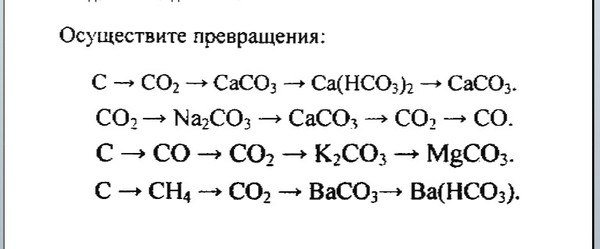 Осуществите превращения:
C → CO₂ → CaCO₃ → Ca(HCO₃)₂ → CaCO₃.
CO₂ → Na₂CO₃ → CaCO₃ → CO₂ → CO.
C → CO → CO₂ → K₂CO₃ → MgCO₃.
C → CH₄ → CO₂ → BaCO₃→ Ba(HCO₃).